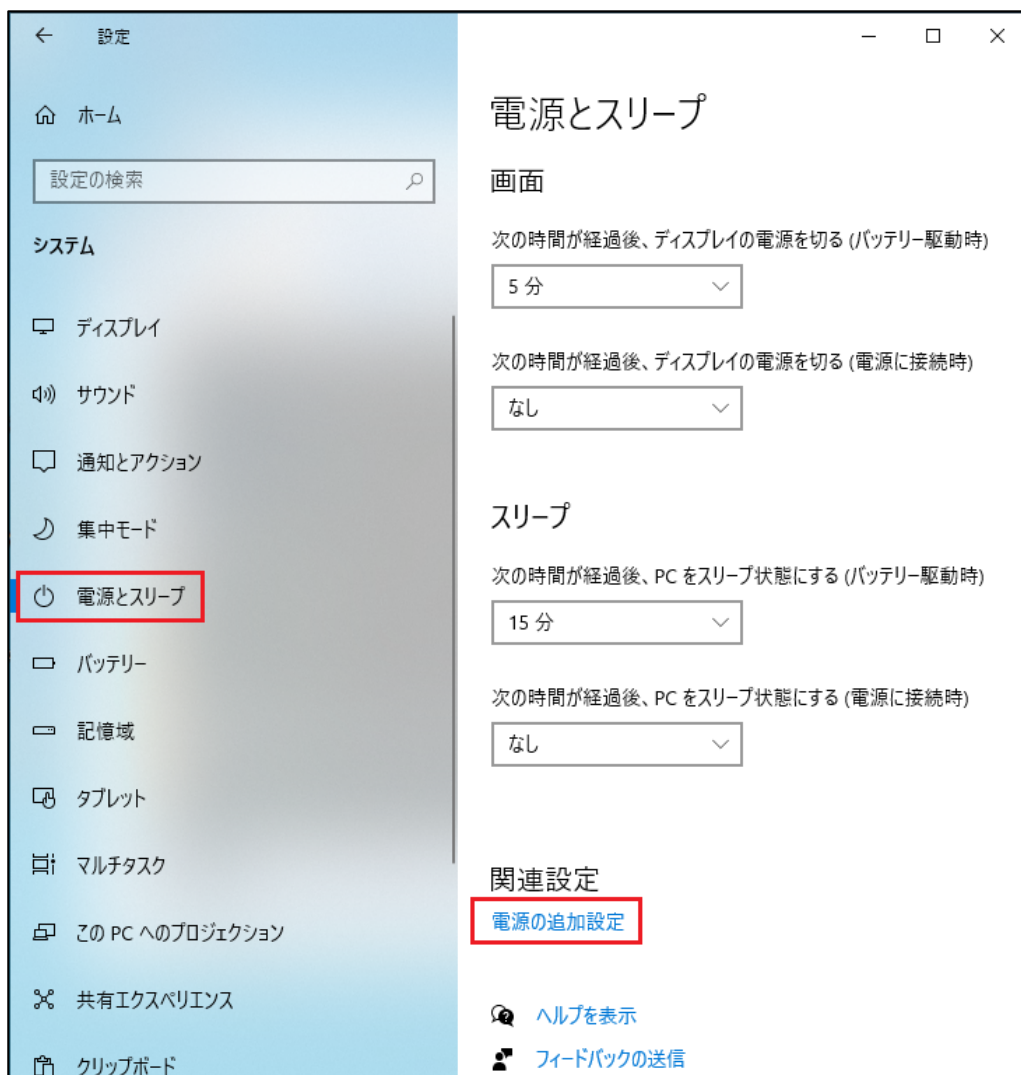 設定
ホーム
設定の検索
システム
ディスプレイ
サウンド
通知とアクション
集中モード
電源とスリープ
バッテリー
記憶域
タブレット
マルチタスク
この PC へのプロジェクション
共有エクスペリエンス
クリップボード
電源とスリープ
画面
次の時間が経過後、ディスプレイの電源を切る (バッテリー駆動時)
5 分
次の時間が経過後、ディスプレイの電源を切る (電源に接続時)
なし
スリープ
次の時間が経過後、PC をスリープ状態にする (バッテリー駆動時)
15 分
次の時間が経過後、PC をスリープ状態にする (電源に接続時)
なし
関連設定
電源の追加設定
ヘルプを表示
フィードバックの送信